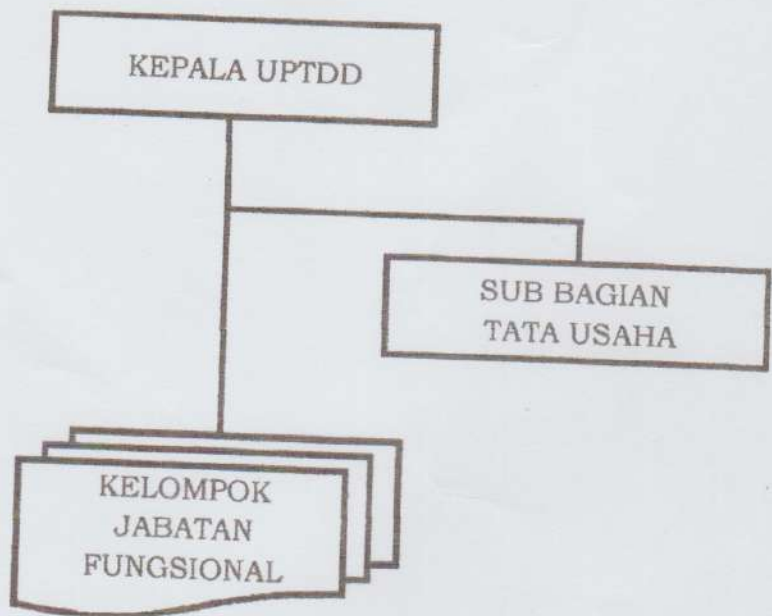 KEPALA UPTDD
SUB BAGIAN
TATA USAHA
KELOMPOK
JABATAN
FUNGSIONAL